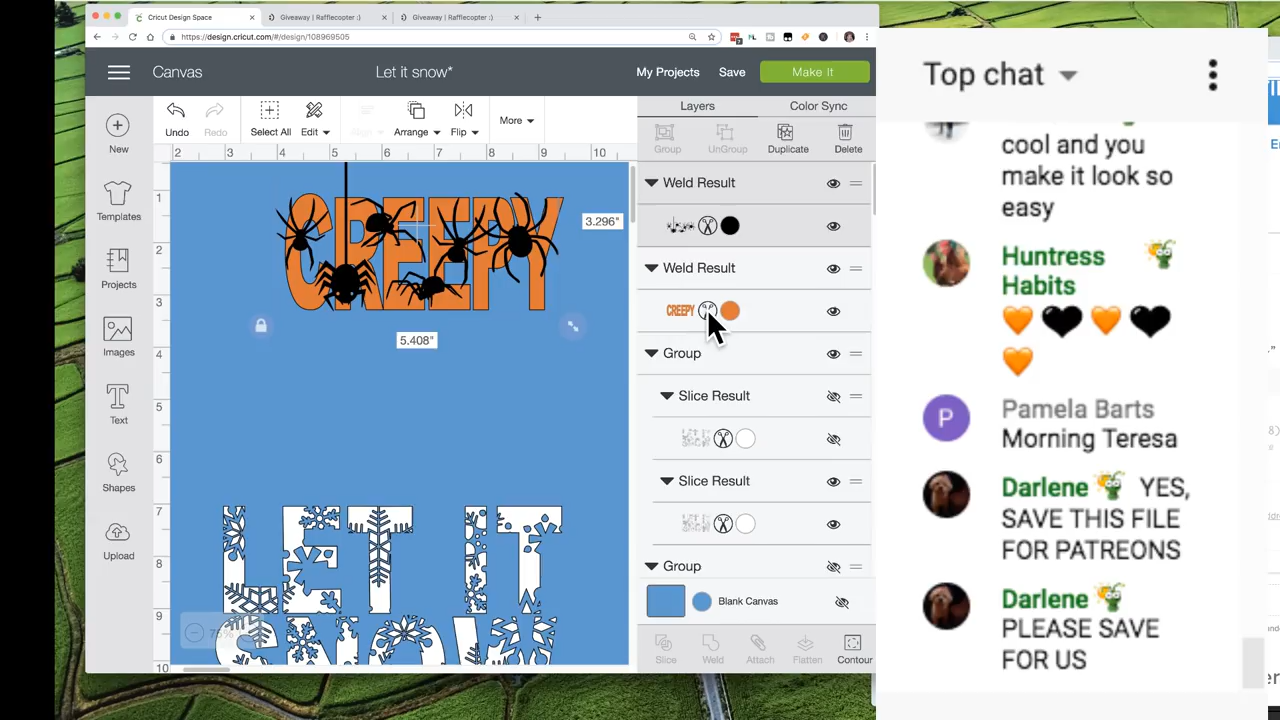 Cricut Design Space
Giveaway | Rafflecopter :)
Giveaway | Rafflecopter :)
https://design.cricut.com/#/design/108969505
Canvas
Let it snow*
My Projects
Save
Make It
New
Templates
Projects
Images
Text
Shapes
Upload
Undo
Redo
Select All
Edit
Align
Arrange
Flip
More
2 3 4 5 6 7 8 9 10
1
2
3
4
5
6
7
8
9
10
CREEPY
3.296"
5.408"
LET IT
SNOW
75%
Layers
Color Sync
Group
UnGroup
Duplicate
Delete
Weld Result
Weld Result
CREEPY
Group
Slice Result
Slice Result
Group
Blank Canvas
Slice
Weld
Attach
Flatten
Contour
Top chat
cool and you
make it look so
easy
Huntress
Habits
Pamela Barts
P
Morning Teresa
Darlene YES,
SAVE THIS FILE
FOR PATREONS
Darlene
PLEASE SAVE
FOR US